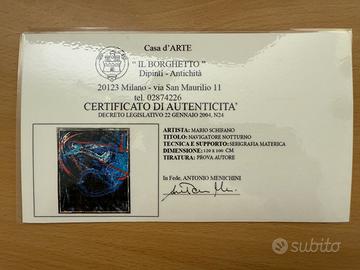 Casa d'ARTE
" IL BORGHETTO "
Dipinti - Antichità
20123 Milano - via San Maurilio 11
tel. 02874226
CERTIFICATO DI AUTENTICITA'
DECRETO LEGISLATIVO 22 GENNAIO 2004, N24
ARTISTA: MARIO SCHIFANO
TITOLO: NAVIGATORE NOTTURNO
TECNICA E SUPPORTO: SERIGRAFIA MATERICA
DIMENSIONE: 120 X 100 CM
TIRATURA: PROVA AUTORE
In Fede, ANTONIO MENICHINI
subito